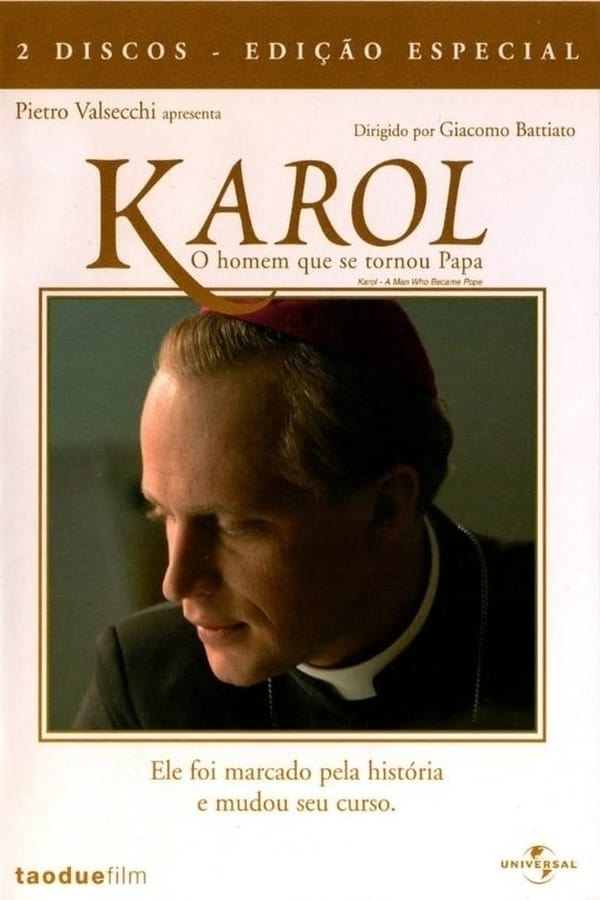 2 DISCOS - EDIÇÃO ESPECIAL
Pietro Valsecchi apresenta
Dirigido por Giacomo Battiato
KAROL
O homem que se tornou Papa
Karol - A Man Who Became Pope
Ele foi marcado pela história
e mudou seu curso.
taoduefilm
UNIVERSAL